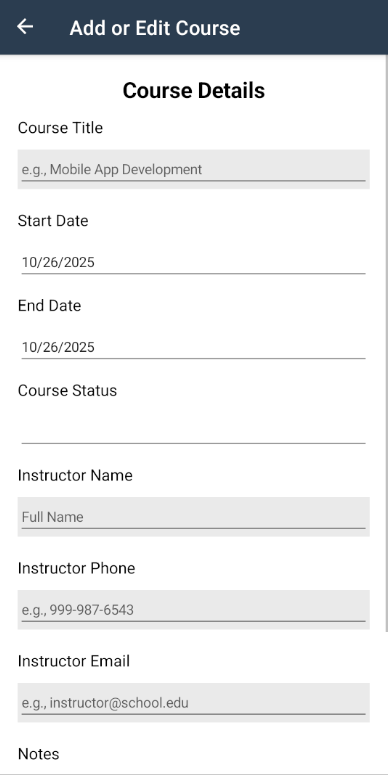 Add or Edit Course
Course Details
Course Title
e.g., Mobile App Development
Start Date
10/26/2025
End Date
10/26/2025
Course Status
Instructor Name
Full Name
Instructor Phone
e.g., 999-987-6543
Instructor Email
e.g., instructor@school.edu
Notes